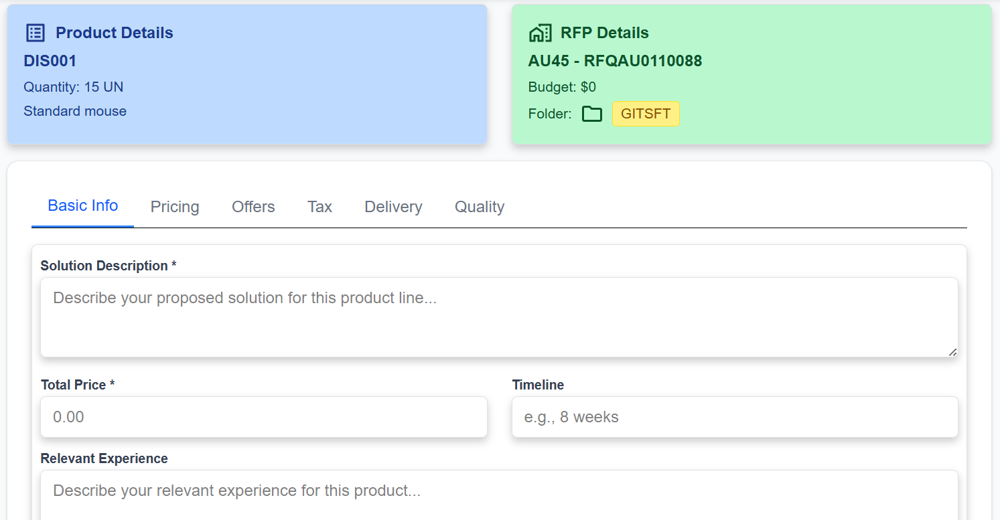 Product Details
DIS001
Quantity: 15 UN
Standard mouse
RFP Details
AU45 - RFQAU0110088
Budget: $0
Folder: GITSFT
Basic Info Pricing Offers Tax Delivery Quality
Solution Description *
Describe your proposed solution for this product line...
Total Price *
0.00
Timeline
e.g., 8 weeks
Relevant Experience
Describe your relevant experience for this product...